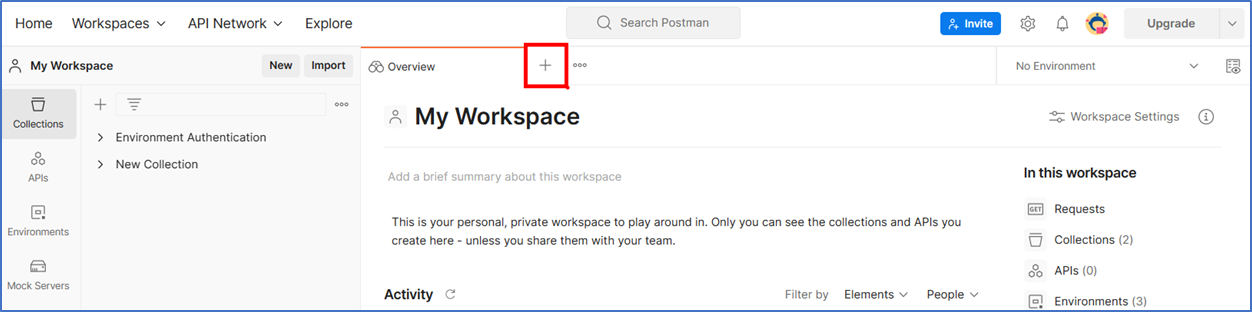 Home Workspaces API Network Explore Search Postman Invite Upgrade
My Workspace New Import Overview No Environment
Collections
APIs
Environments
Mock Servers
Environment Authentication
New Collection
My Workspace Workspace Settings
Add a brief summary about this workspace
This is your personal, private workspace to play around in. Only you can see the collections and APIs you
create here - unless you share them with your team.
Activity Filter by Elements People
In this workspace
GET Requests
Collections (2)
APIs (0)
Environments (3)